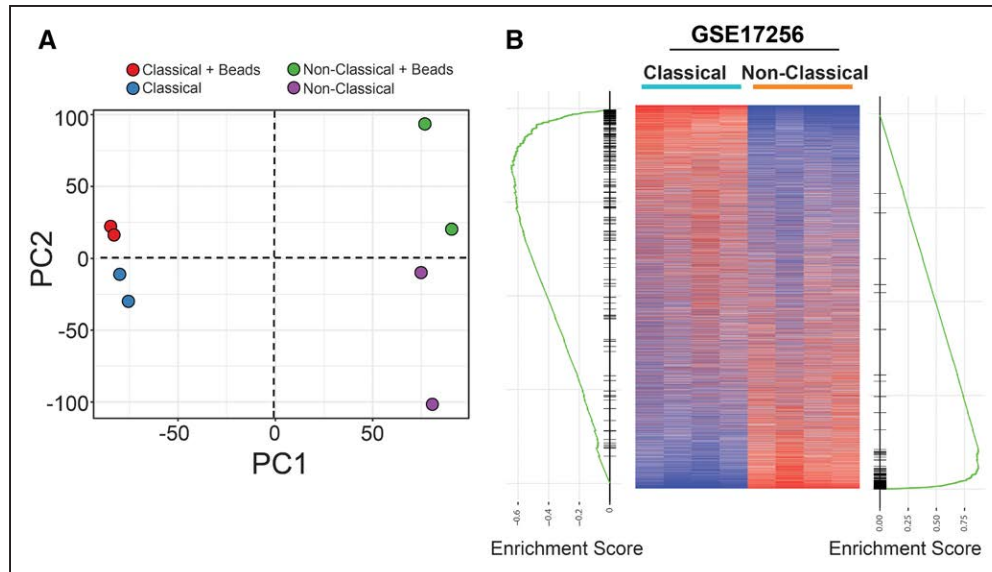 A
Classical + Beads
Non-Classical + Beads
Classical
Non-Classical
100
50
0
-50
-100
PC2
-50
0
50
PC1
B
GSE17256
Classical
Non-Classical
-0.6
-0.4
-0.2
0
Enrichment Score
0.00
0.25
0.50
0.75
Enrichment Score